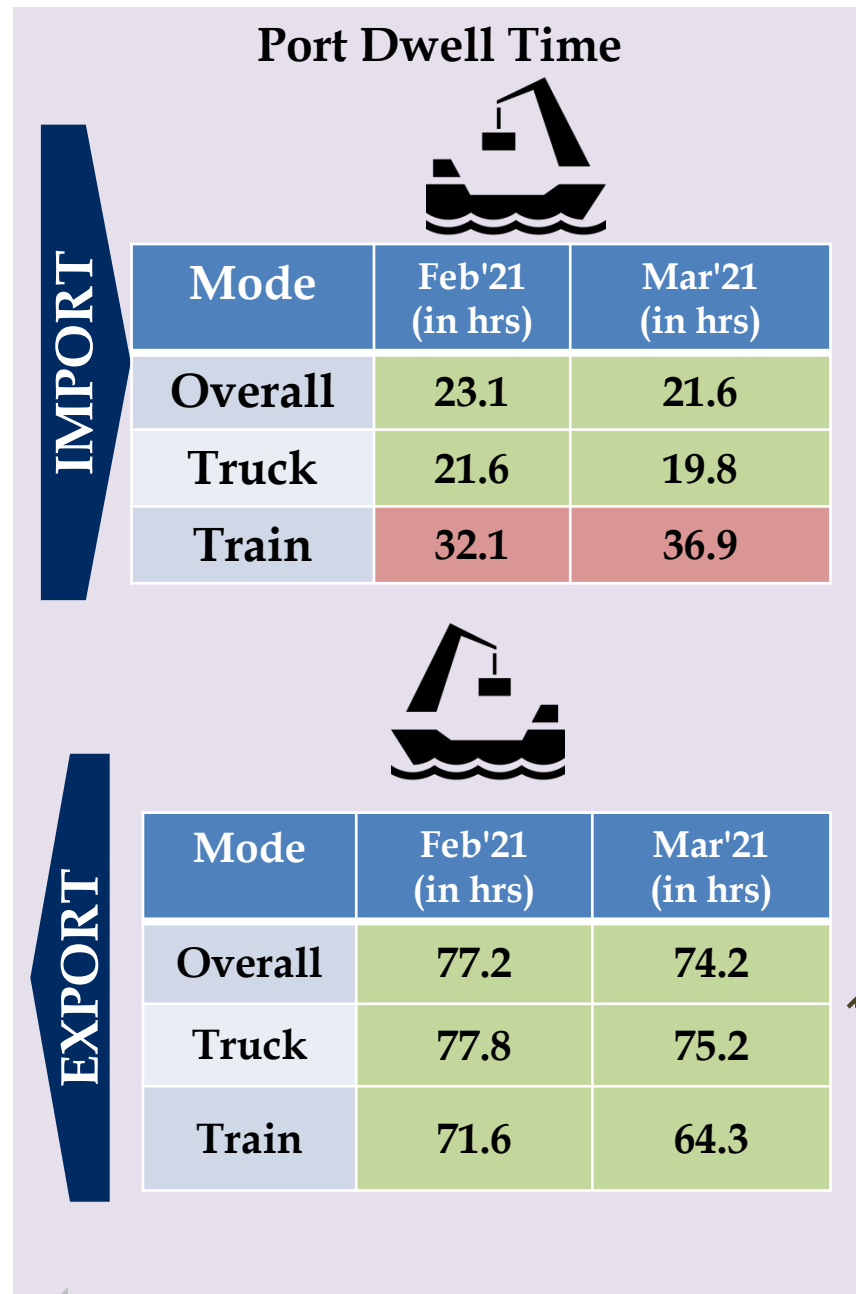 Port Dwell Time
IMPORT
Mode Feb'21 (in hrs) Mar'21 (in hrs)
Overall 23.1 21.6
Truck 21.6 19.8
Train 32.1 36.9
EXPORT
Mode Feb'21 (in hrs) Mar'21 (in hrs)
Overall 77.2 74.2
Truck 77.8 75.2
Train 71.6 64.3